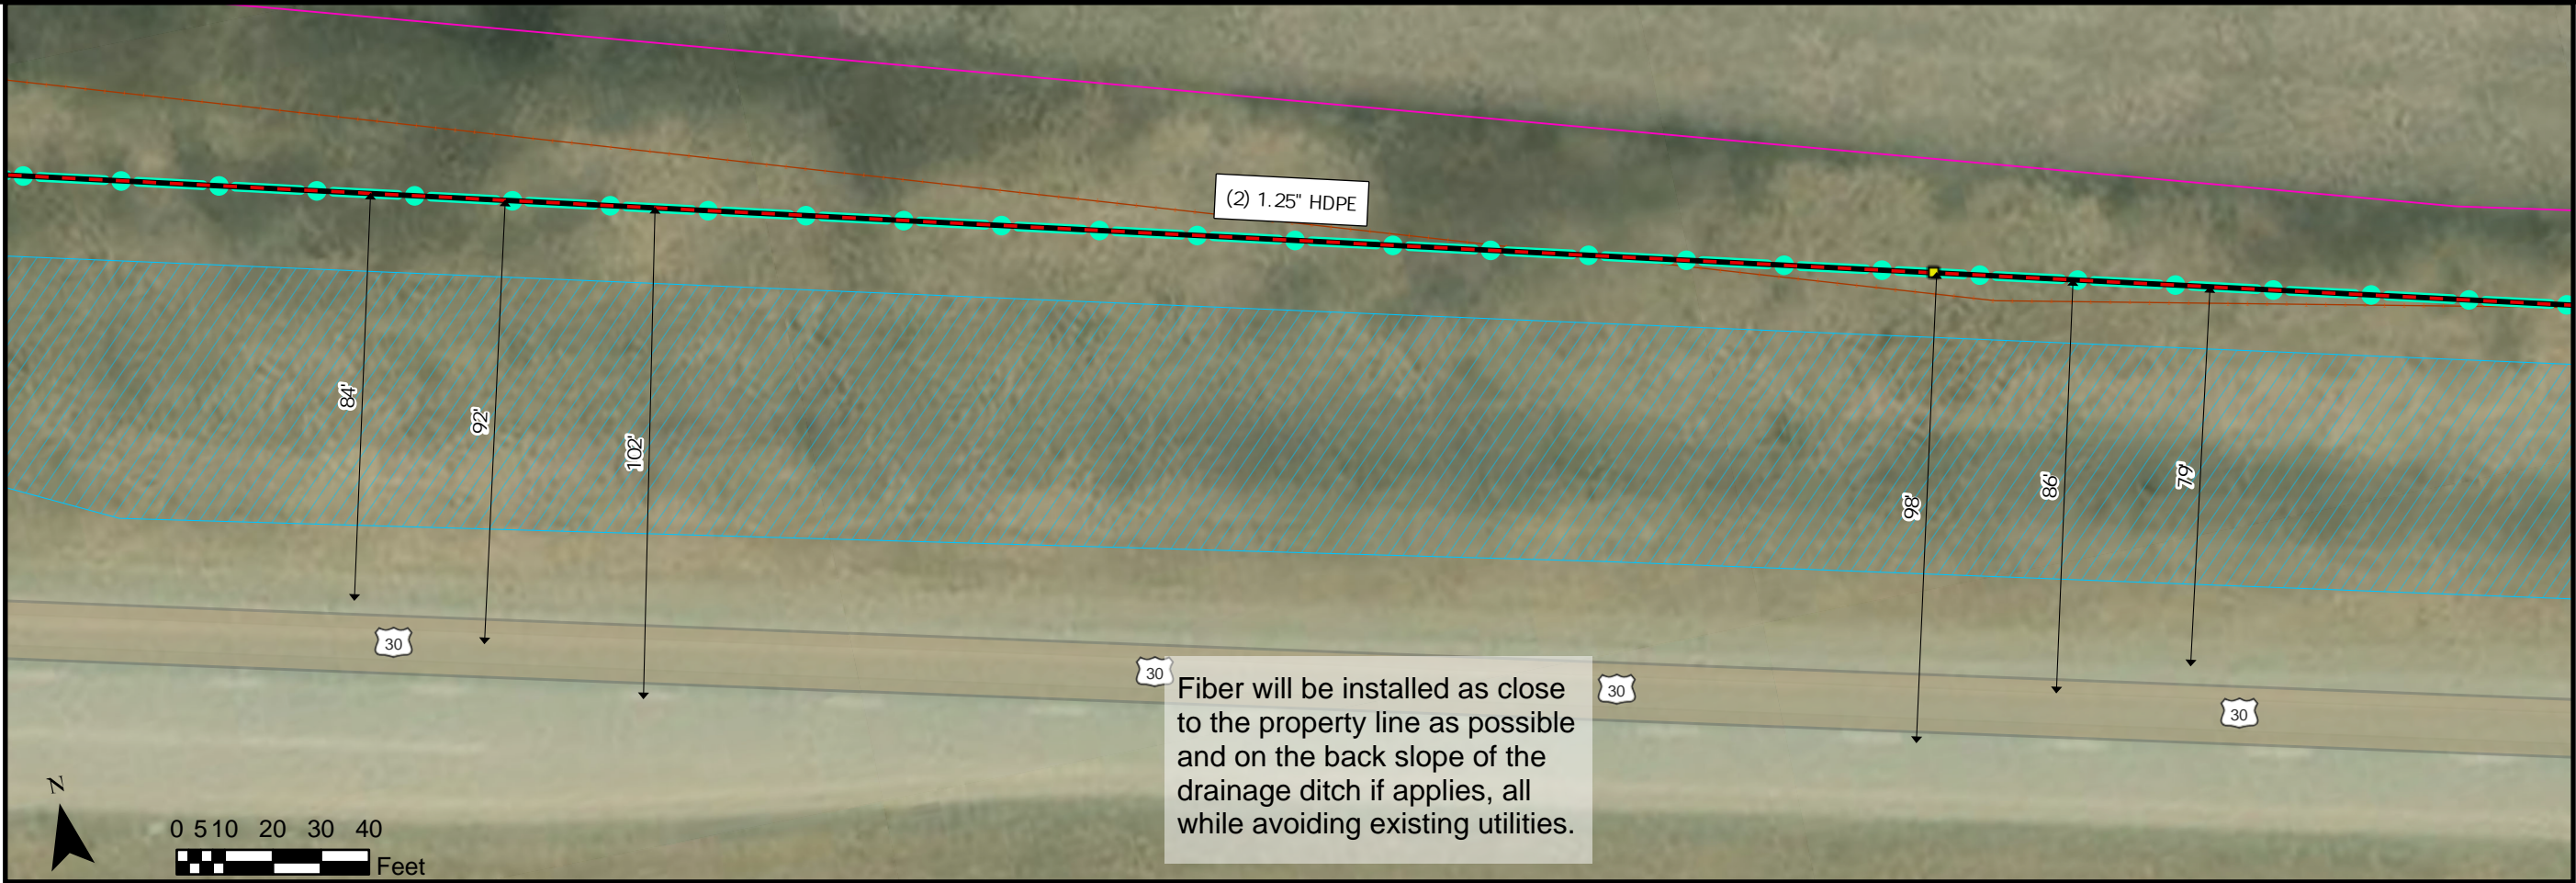 (2) 1.25" HDPE
84'
92'
102'
98'
86'
79'
30
30
30
30
Fiber will be installed as close
to the property line as possible
and on the back slope of the
drainage ditch if applies, all
while avoiding existing utilities.
N
0 5 10 20 30 40
Feet